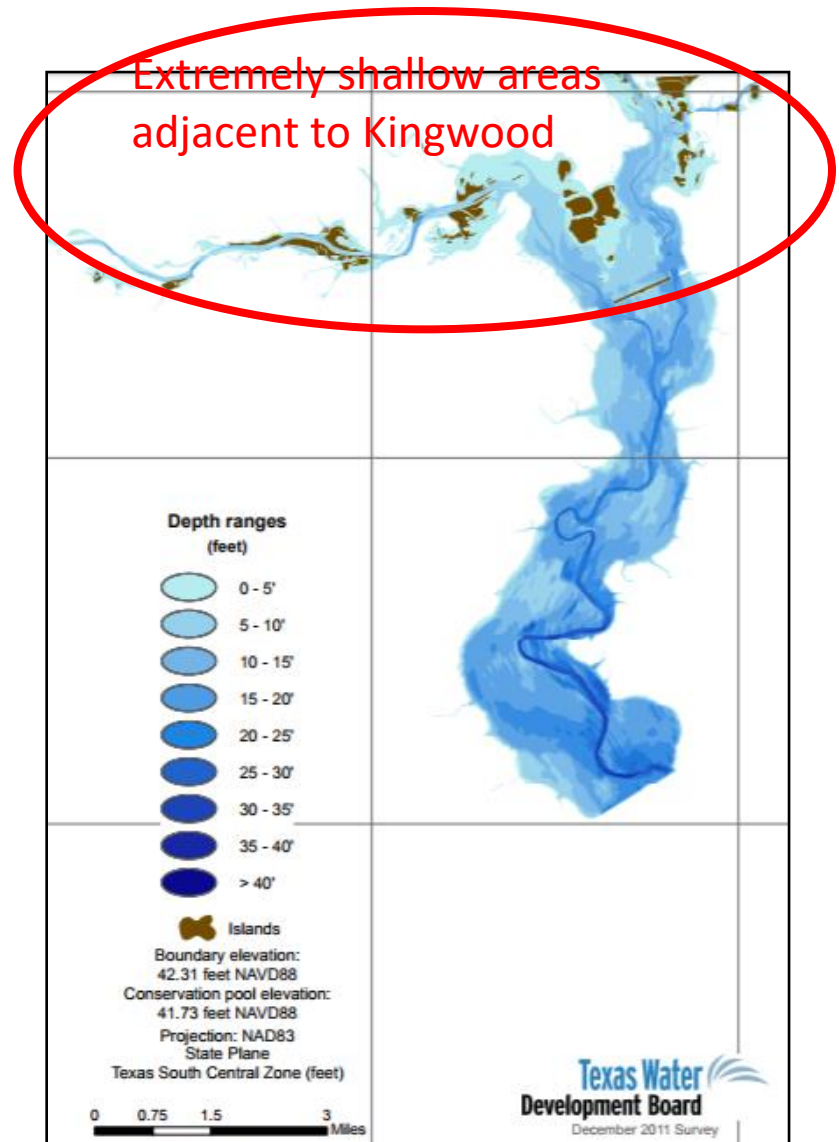 Extremely shallow areas
adjacent to Kingwood
Depth ranges
(feet)
0 - 5'
5 - 10'
10 - 15'
15 - 20'
20 - 25'
25 - 30'
30 - 35'
35 - 40'
> 40'
Islands
Boundary elevation:
42.31 feet NAVD88
Conservation pool elevation:
41.73 feet NAVD88
Projection: NAD83
State Plane
Texas South Central Zone (feet)
0 0.75 1.5 3
Miles
Texas Water
Development Board
December 2011 Survey